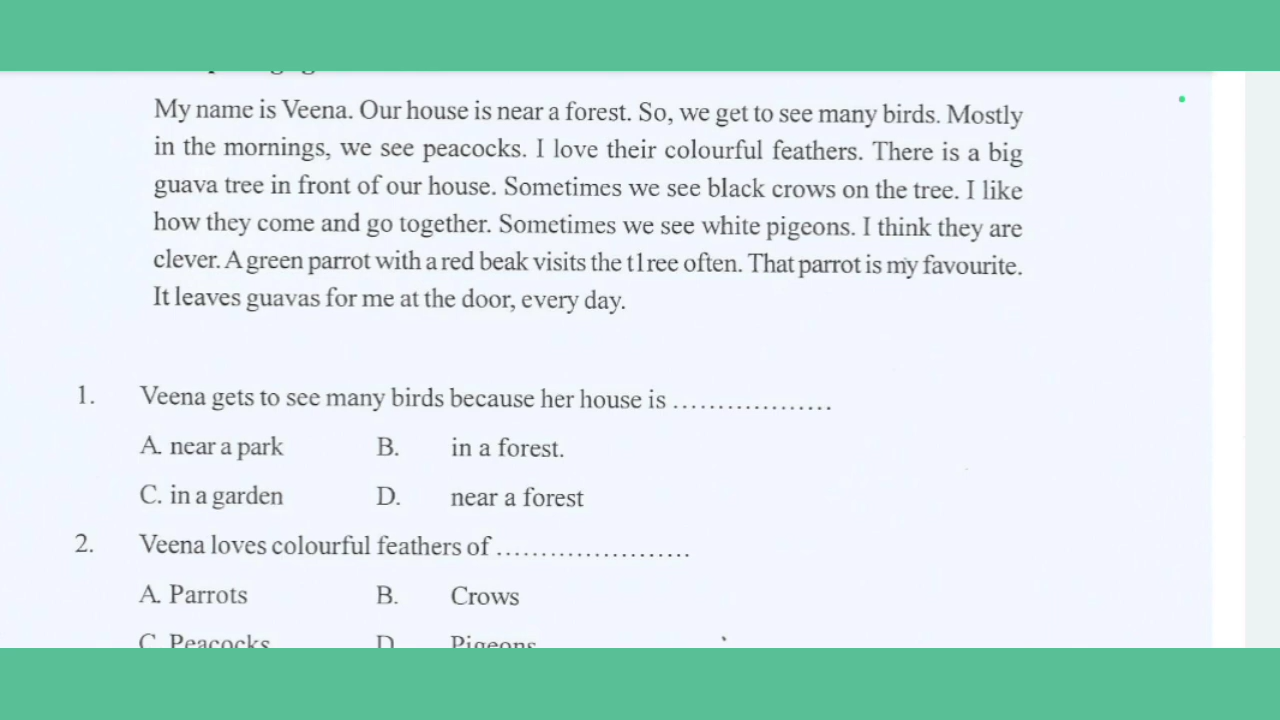 My name is Veena. Our house is near a forest. So, we get to see many birds. Mostly
in the mornings, we see peacocks. I love their colourful feathers. There is a big
guava tree in front of our house. Sometimes we see black crows on the tree. I like
how they come and go together. Sometimes we see white pigeons. I think they are
clever. A green parrot with a red beak visits the t1ree often. That parrot is my favourite.
It leaves guavas for me at the door, every day.
1. Veena gets to see many birds because her house is ..................
A. near a park B. in a forest.
C. in a garden D. near a forest
2. Veena loves colourful feathers of ......................
A. Parrots B. Crows
C. Peacocks D. Pigeons